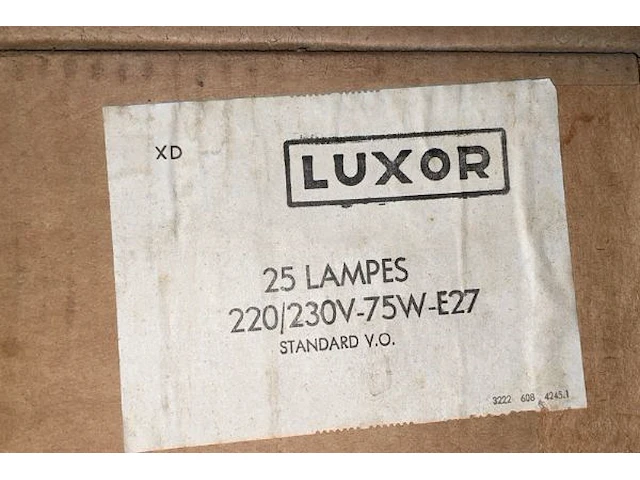 XD
LUXOR
25 LAMPES
220/230V-75W-E27
STANDARD V.O.
3222 608 4245.1